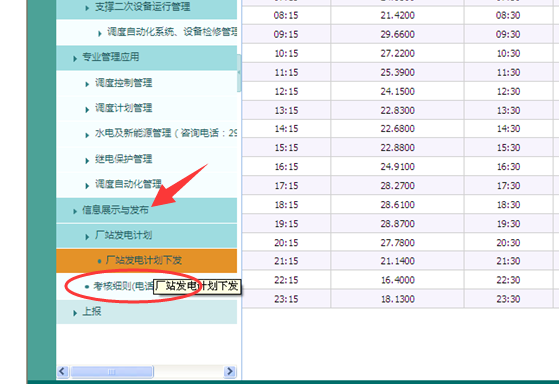 支撑二次设备运行管理
调度自动化系统、设备检修管理
专业管理应用
调度控制管理
调度计划管理
水电及新能源管理（咨询电话：29
继电保护管理
调度自动化管理
信息展示与发布
厂站发电计划
厂站发电计划下发
考核细则(电话
厂站发电计划下发
上报
08:15 21.4200 08:30
09:15 29.6600 09:30
10:15 27.2200 10:30
11:15 25.3900 11:30
12:15 24.1500 12:30
13:15 22.8300 13:30
14:15 22.6800 14:30
15:15 22.8800 15:30
16:15 24.9100 16:30
17:15 28.2700 17:30
18:15 28.6100 18:30
19:15 28.8700 19:30
20:15 27.7800 20:30
21:15 21.1400 21:30
22:15 16.4000 22:30
23:15 18.1300 23:30